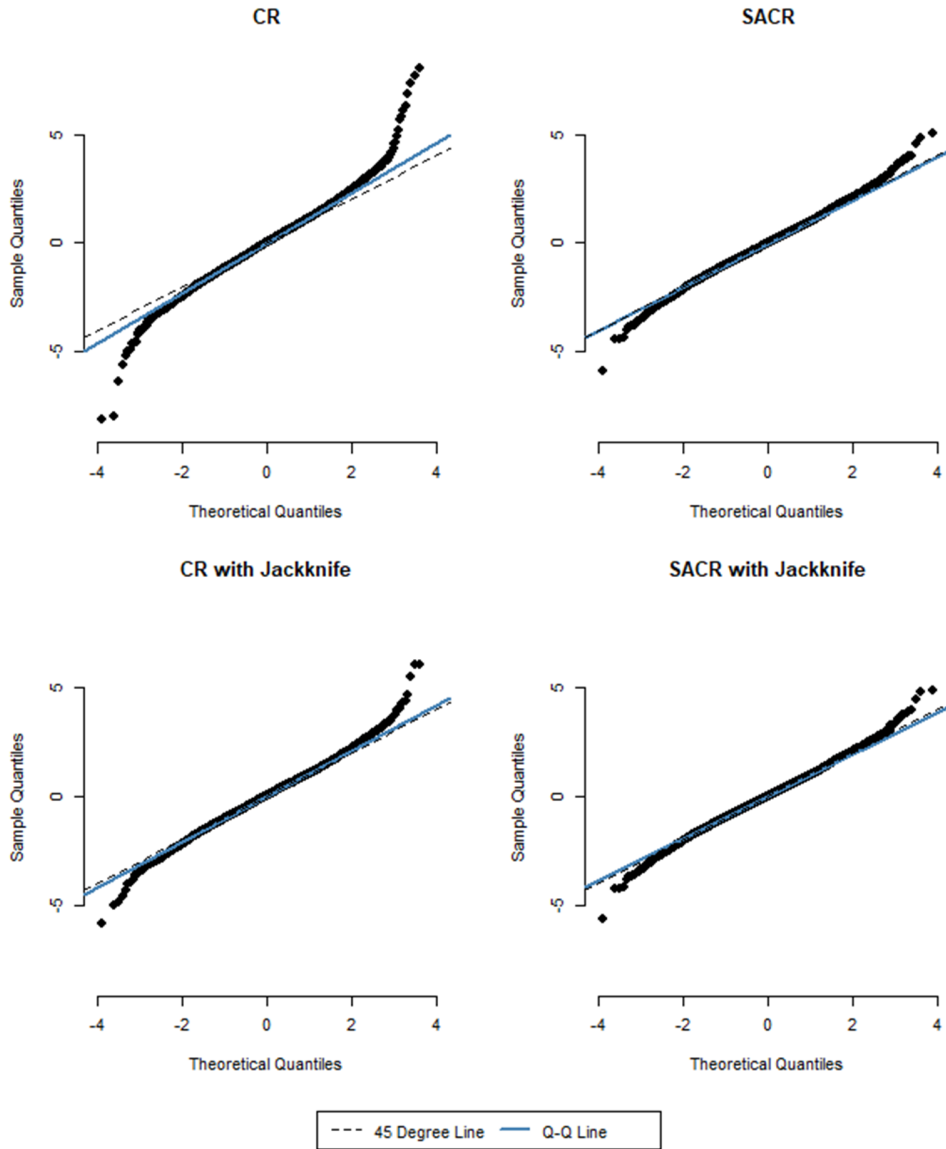 CR
SACR
Sample Quantiles
5
0
-5
-4 -2 0 2 4
Theoretical Quantiles
Sample Quantiles
5
0
-5
-4 -2 0 2 4
Theoretical Quantiles
CR with Jackknife
SACR with Jackknife
Sample Quantiles
5
0
-5
-4 -2 0 2 4
Theoretical Quantiles
Sample Quantiles
5
0
-5
-4 -2 0 2 4
Theoretical Quantiles
45 Degree Line Q-Q Line